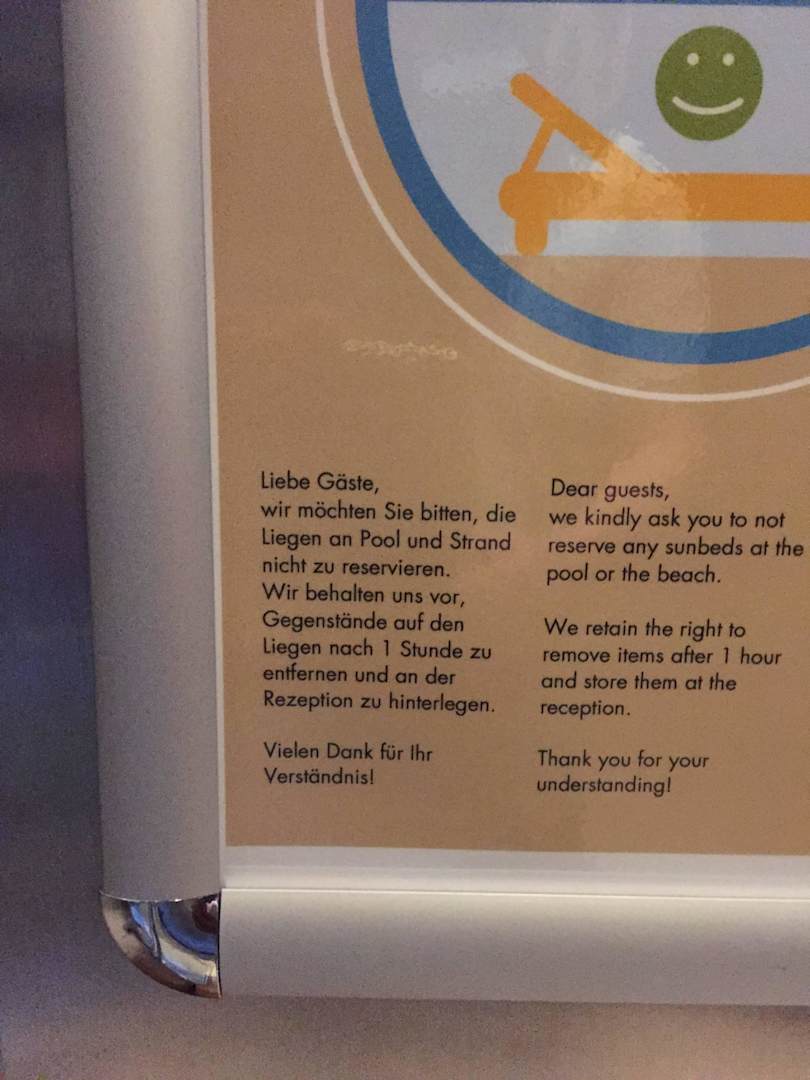 Liebe Gäste,
wir möchten Sie bitten, die
Liegen an Pool und Strand
nicht zu reservieren.
Wir behalten uns vor,
Gegenstände auf den
Liegen nach 1 Stunde zu
entfernen und an der
Rezeption zu hinterlegen.
Vielen Dank für Ihr
Verständnis!
Dear guests,
we kindly ask you to not
reserve any sunbeds at the
pool or the beach.
We retain the right to
remove items after 1 hour
and store them at the
reception.
Thank you for your
understanding!